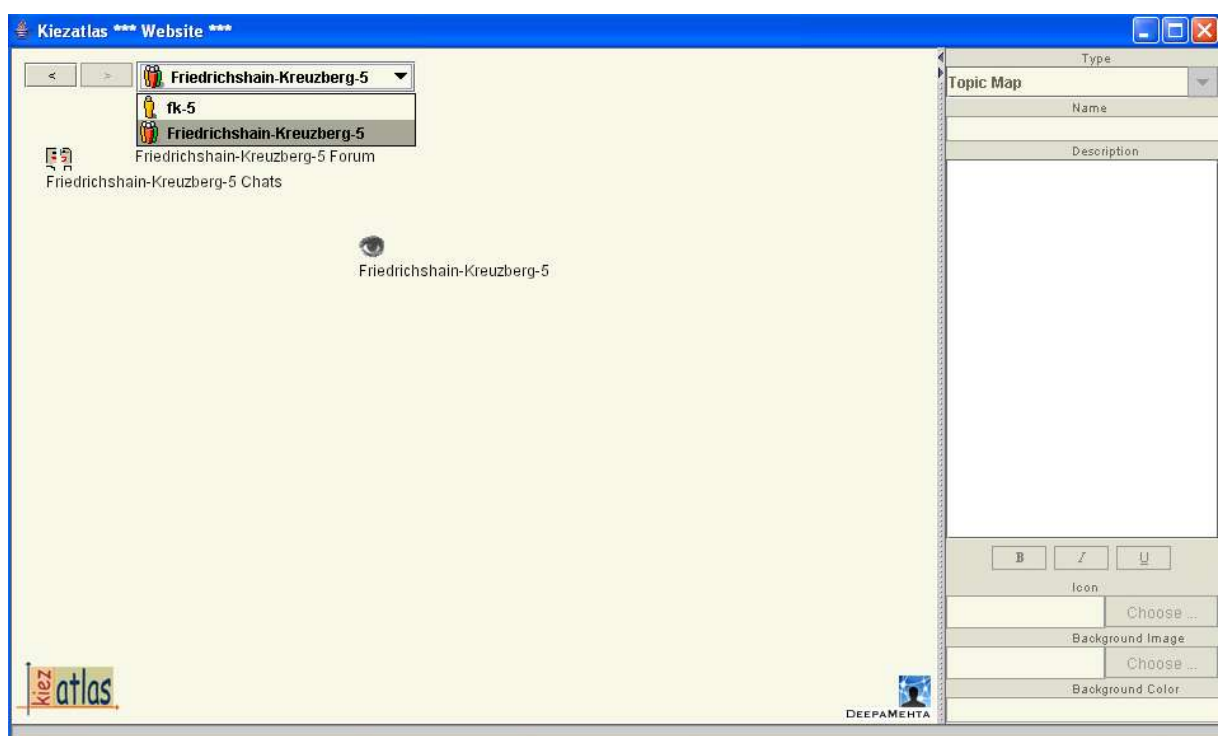 Kiezatlas *** Website ***
< > Friedrichshain-Kreuzberg-5
fk-5
Friedrichshain-Kreuzberg-5
Friedrichshain-Kreuzberg-5 Forum
Friedrichshain-Kreuzberg-5 Chats
Friedrichshain-Kreuzberg-5
kiez atlas
DEEPAMEHTA
Type
Topic Map
Name
Description
B I U
Icon
Choose ...
Background Image
Choose ...
Background Color